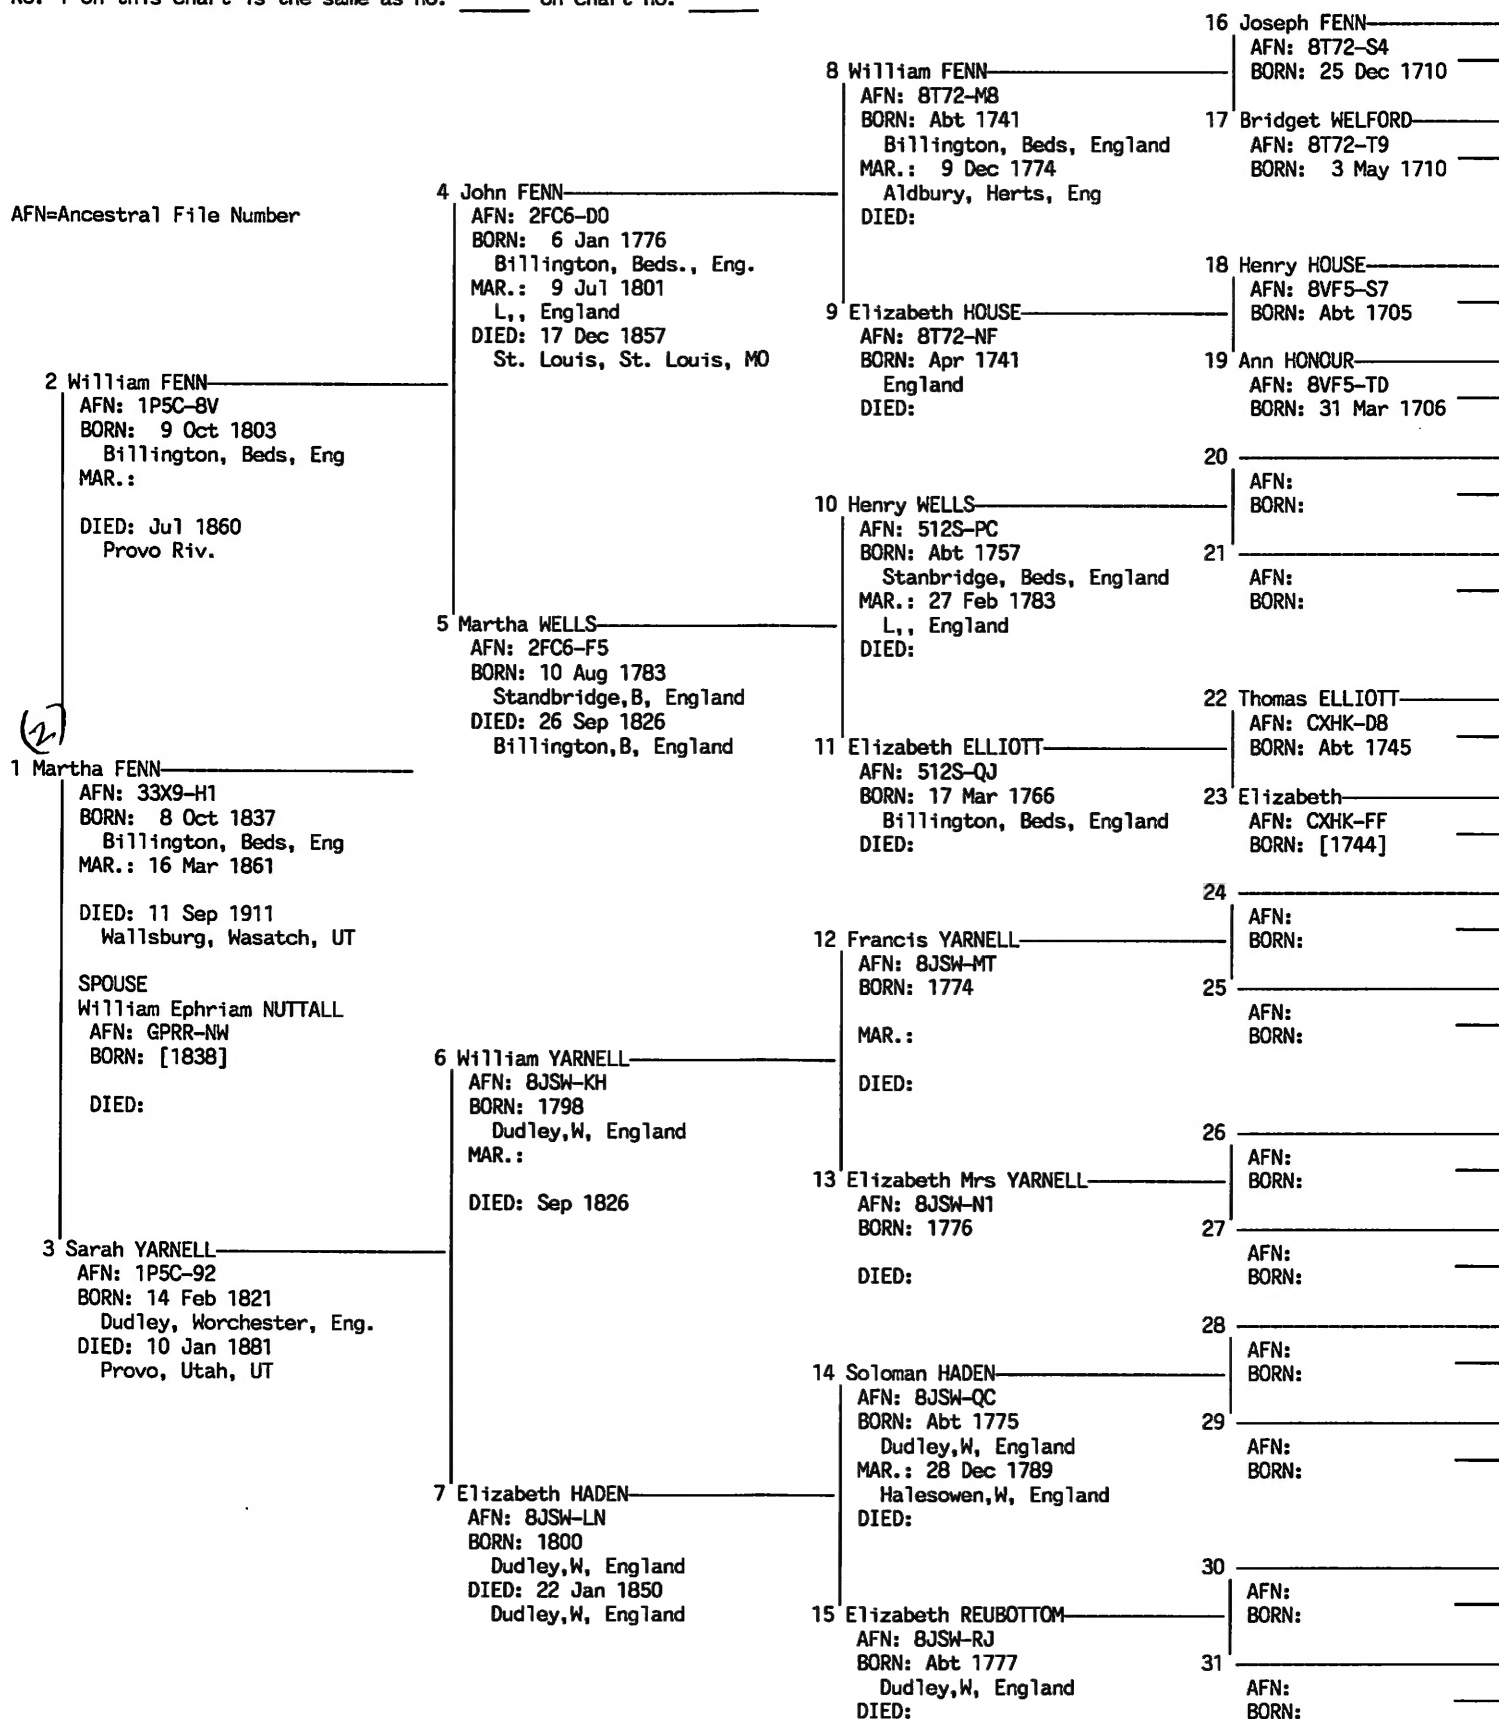 No. 1 on this chart is the same as no. ______ on chart no. ______
AFN=Ancestral File Number
(2)
1 Martha FENN
AFN: 33X9-H1
BORN: 8 Oct 1837
Billington, Beds, Eng
MAR.: 16 Mar 1861
DIED: 11 Sep 1911
Wallsburg, Wasatch, UT
SPOUSE
William Ephriam NUTTALL
AFN: GPRR-NW
BORN: [1838]
DIED:
2 William FENN
AFN: 1P5C-8V
BORN: 9 Oct 1803
Billington, Beds, Eng
MAR.:
DIED: Jul 1860
Provo Riv.
3 Sarah YARNELL
AFN: 1P5C-92
BORN: 14 Feb 1821
Dudley, Worchester, Eng.
DIED: 10 Jan 1881
Provo, Utah, UT
4 John FENN
AFN: 2FC6-D0
BORN: 6 Jan 1776
Billington, Beds., Eng.
MAR.: 9 Jul 1801
L,, England
DIED: 17 Dec 1857
St. Louis, St. Louis, MO
5 Martha WELLS
AFN: 2FC6-F5
BORN: 10 Aug 1783
Standbridge,B, England
DIED: 26 Sep 1826
Billington,B, England
6 William YARNELL
AFN: 8JSW-KH
BORN: 1798
Dudley,W, England
MAR.:
DIED: Sep 1826
7 Elizabeth HADEN
AFN: 8JSW-LN
BORN: 1800
Dudley,W, England
DIED: 22 Jan 1850
Dudley,W, England
8 William FENN
AFN: 8T72-M8
BORN: Abt 1741
Billington, Beds, England
MAR.: 9 Dec 1774
Aldbury, Herts, Eng
DIED:
9 Elizabeth HOUSE
AFN: 8T72-NF
BORN: Apr 1741
England
DIED:
10 Henry WELLS
AFN: 512S-PC
BORN: Abt 1757
Stanbridge, Beds, England
MAR.: 27 Feb 1783
L,, England
DIED:
11 Elizabeth ELLIOTT
AFN: 512S-QJ
BORN: 17 Mar 1766
Billington, Beds, England
DIED:
12 Francis YARNELL
AFN: 8JSW-MT
BORN: 1774
MAR.:
DIED:
13 Elizabeth Mrs YARNELL
AFN: 8JSW-N1
BORN: 1776
DIED:
14 Soloman HADEN
AFN: 8JSW-QC
BORN: Abt 1775
Dudley,W, England
MAR.: 28 Dec 1789
Halesowen,W, England
DIED:
15 Elizabeth REUBOTTOM
AFN: 8JSW-RJ
BORN: Abt 1777
Dudley,W, England
DIED:
16 Joseph FENN
AFN: 8T72-S4
BORN: 25 Dec 1710
17 Bridget WELFORD
AFN: 8T72-T9
BORN: 3 May 1710
18 Henry HOUSE
AFN: 8VF5-S7
BORN: Abt 1705
19 Ann HONOUR
AFN: 8VF5-TD
BORN: 31 Mar 1706
20
AFN:
BORN:
21
AFN:
BORN:
22 Thomas ELLIOTT
AFN: CXHK-D8
BORN: Abt 1745
23 Elizabeth
AFN: CXHK-FF
BORN: [1744]
24
AFN:
BORN:
25
AFN:
BORN:
26
AFN:
BORN:
27
AFN:
BORN:
28
AFN:
BORN:
29
AFN:
BORN:
30
AFN:
BORN:
31
AFN:
BORN: